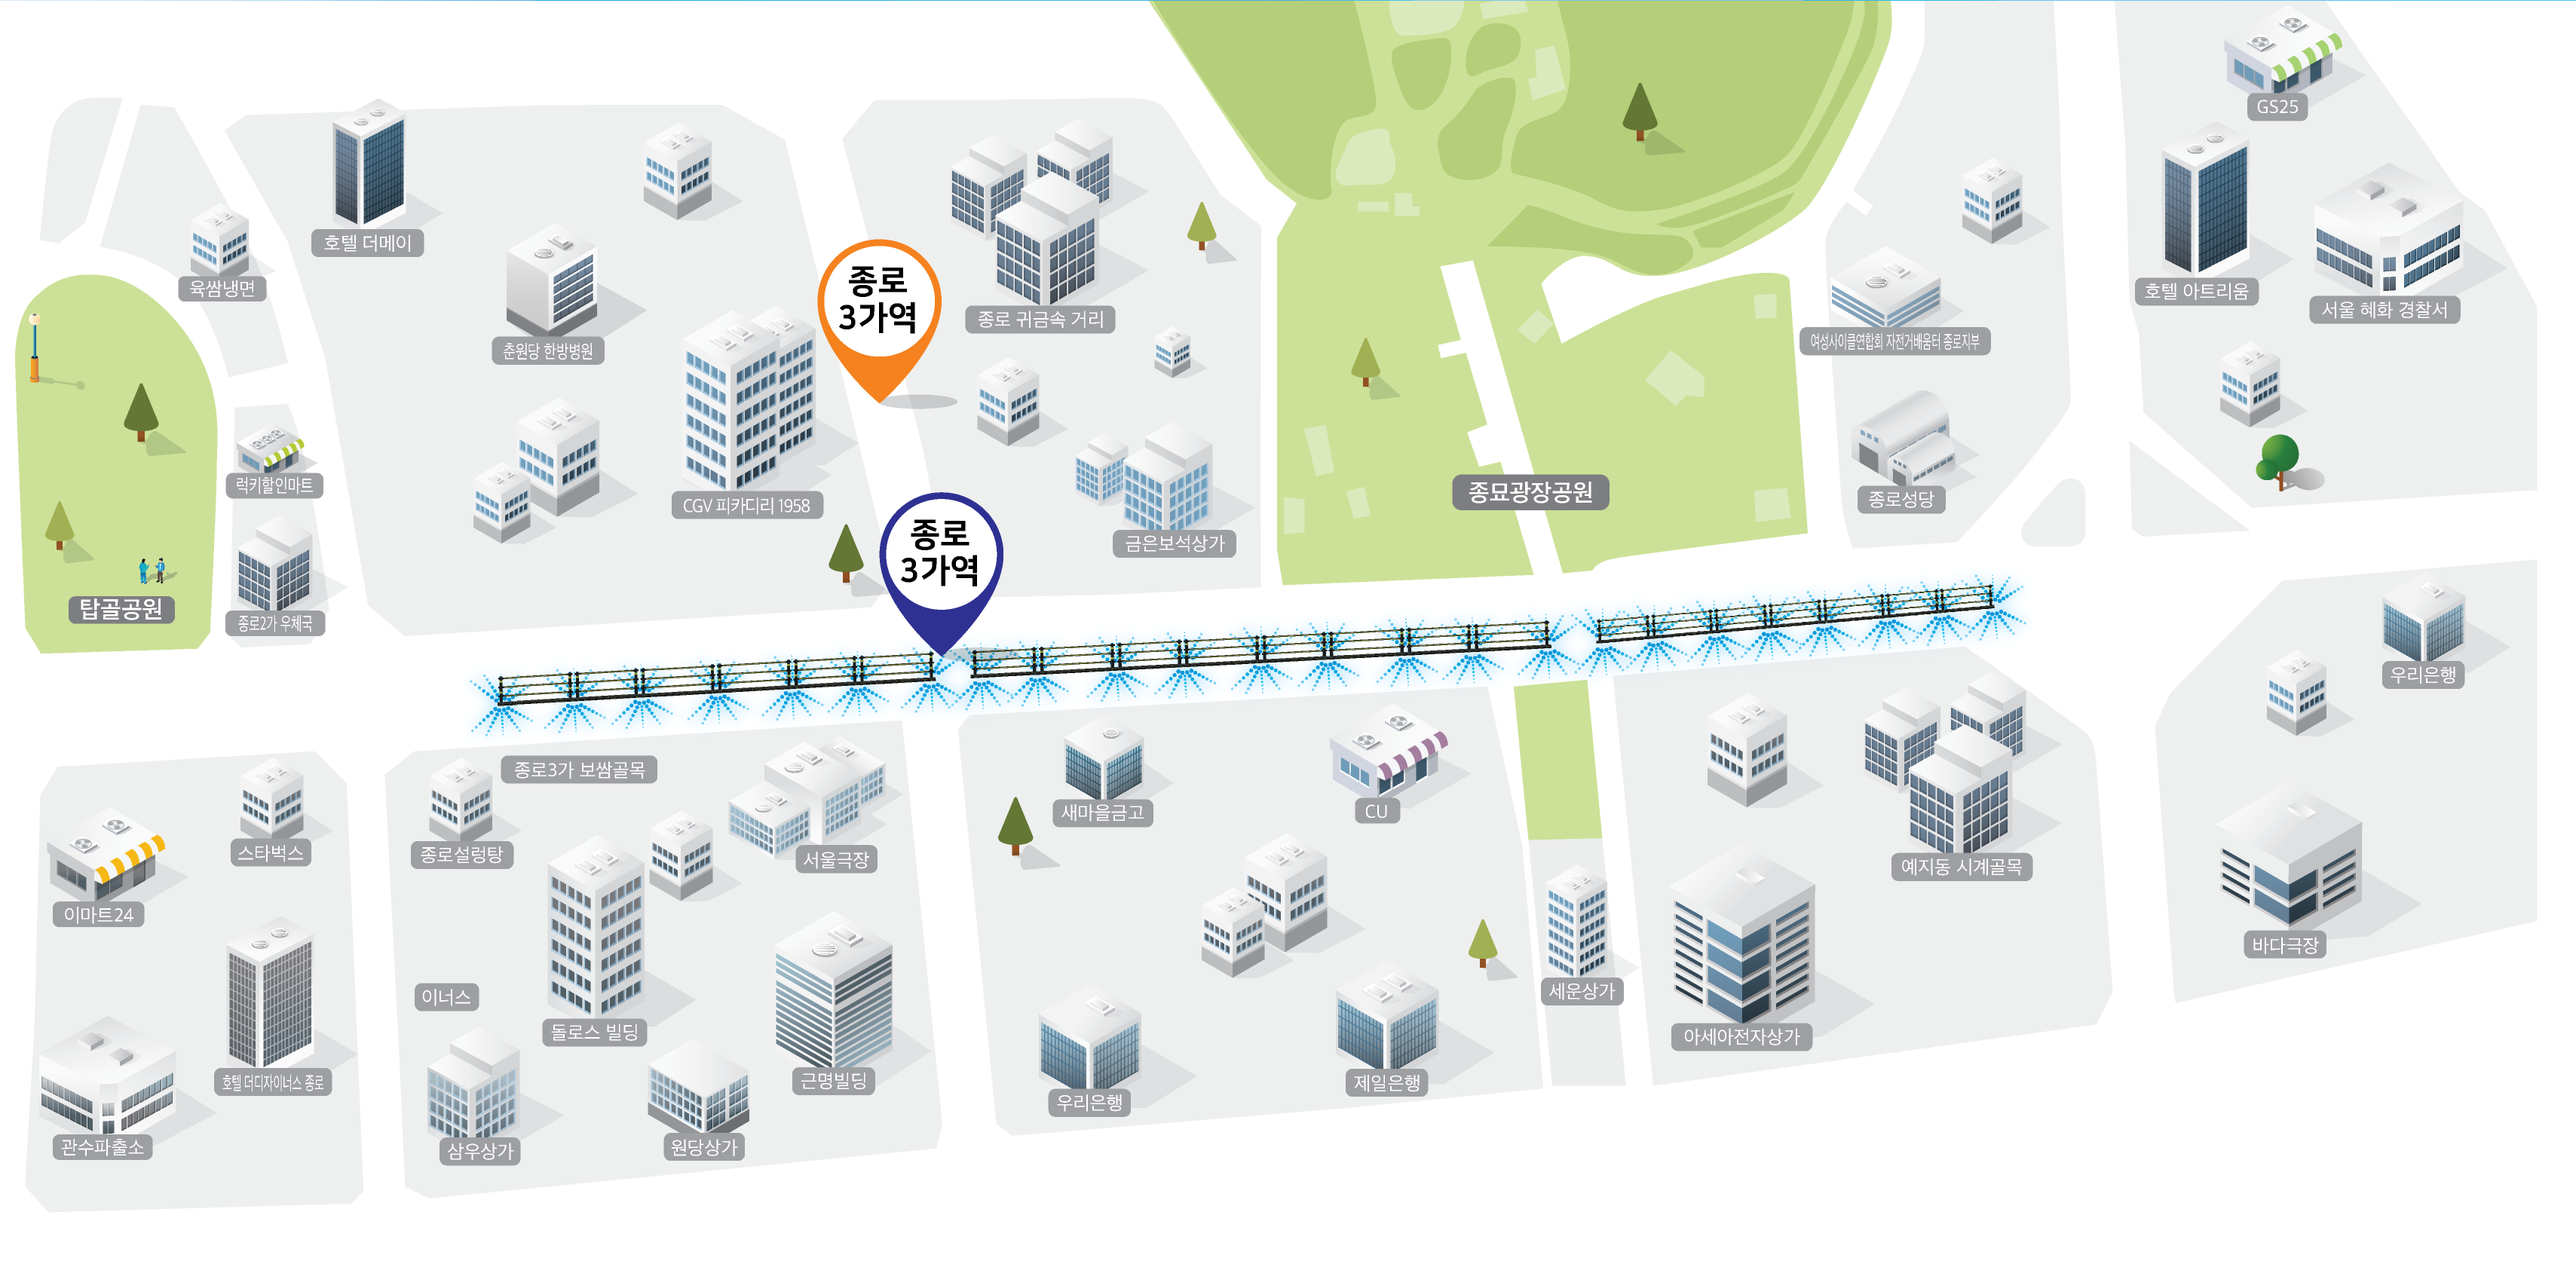 GS25
호텔 더메이
육쌈냉면
종로
3가역
종로 귀금속 거리
호텔 아트리움
서울 혜화 경찰서
춘원당 한방병원
여성사이클연합회 자전거배움터 종로지부
럭키할인마트
CGV 피카디리 1958
종묘광장공원
종로성당
종로
3가역
금은보석상가
탑골공원
종로2가 우체국
우리은행
종로3가 보쌈골목
새마을금고
CU
스타벅스
종로설렁탕
서울극장
예지동 시계골목
이마트24
바다극장
이너스
세운상가
돌로스 빌딩
아세아전자상가
호텔 더디자이너스 종로
근명빌딩
제일은행
우리은행
관수파출소
삼우상가
원당상가